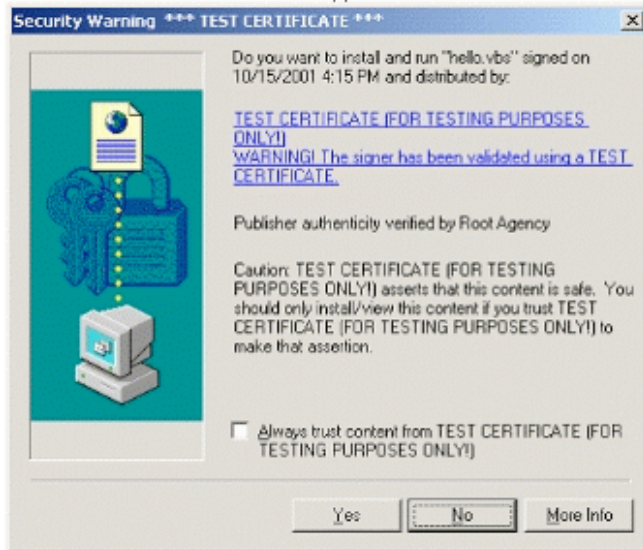 Security Warning *** TEST CERTIFICATE ***
Do you want to install and run "hello.vbs" signed on
10/15/2001 4:15 PM and distributed by:
TEST CERTIFICATE (FOR TESTING PURPOSES
ONLY!)
WARNING! The signer has been validated using a TEST
CERTIFICATE.
Publisher authenticity verified by Root Agency
Caution: TEST CERTIFICATE (FOR TESTING
PURPOSES ONLY!) asserts that this content is safe. You
should only install/view this content if you trust TEST
CERTIFICATE (FOR TESTING PURPOSES ONLY!) to
make that assertion.
Always trust content from TEST CERTIFICATE (FOR
TESTING PURPOSES ONLY!)
Yes No More Info